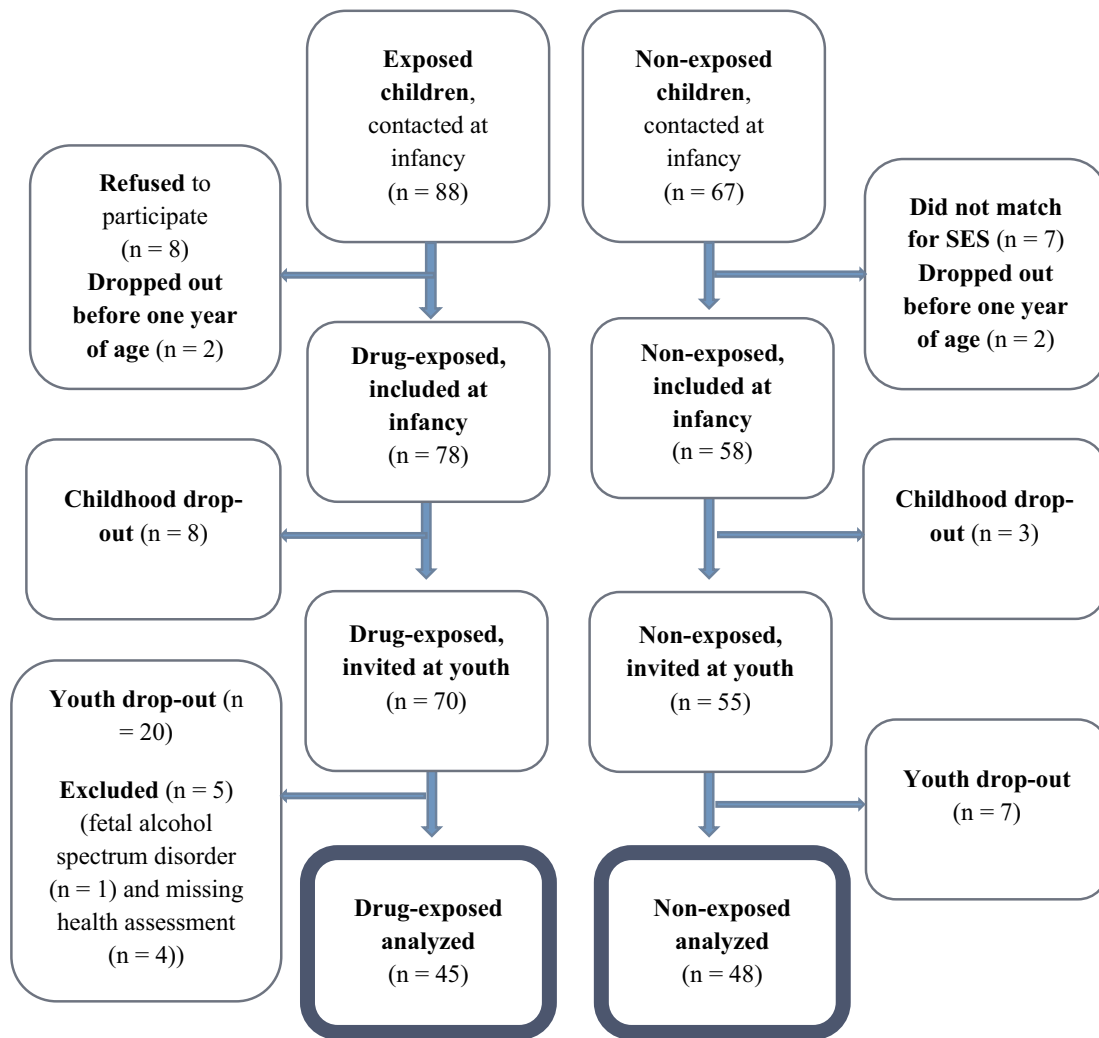 Exposed
children,
contacted at
infancy
(n = 88)
Non-exposed
children,
contacted at
infancy
(n = 67)
Refused to
participate
(n = 8)
Dropped out
before one year
of age (n = 2)
Did not match
for SES (n = 7)
Dropped out
before one year
of age (n = 2)
Drug-exposed,
included at
infancy
(n = 78)
Non-exposed,
included at
infancy
(n = 58)
Childhood drop-
out (n = 8)
Childhood drop-
out (n = 3)
Drug-exposed,
invited at youth
(n = 70)
Non-exposed,
invited at youth
(n = 55)
Youth drop-out (n
= 20)
Excluded (n = 5)
(fetal alcohol
spectrum disorder
(n = 1) and missing
health assessment
(n = 4))
Youth drop-out
(n = 7)
Drug-exposed
analyzed
(n = 45)
Non-exposed
analyzed
(n = 48)